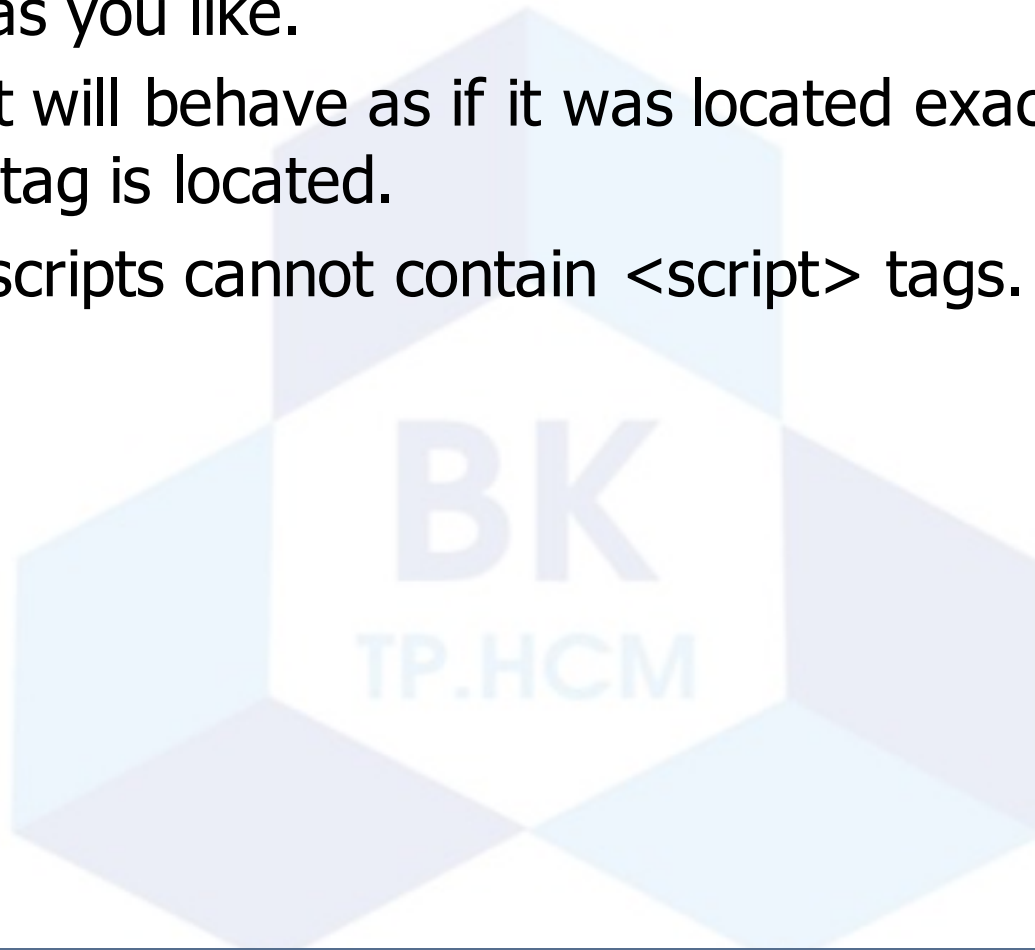 as you like.
t will behave as if it was located exac
tag is located.
scripts cannot contain <script> tags.
BK
TP.HCM